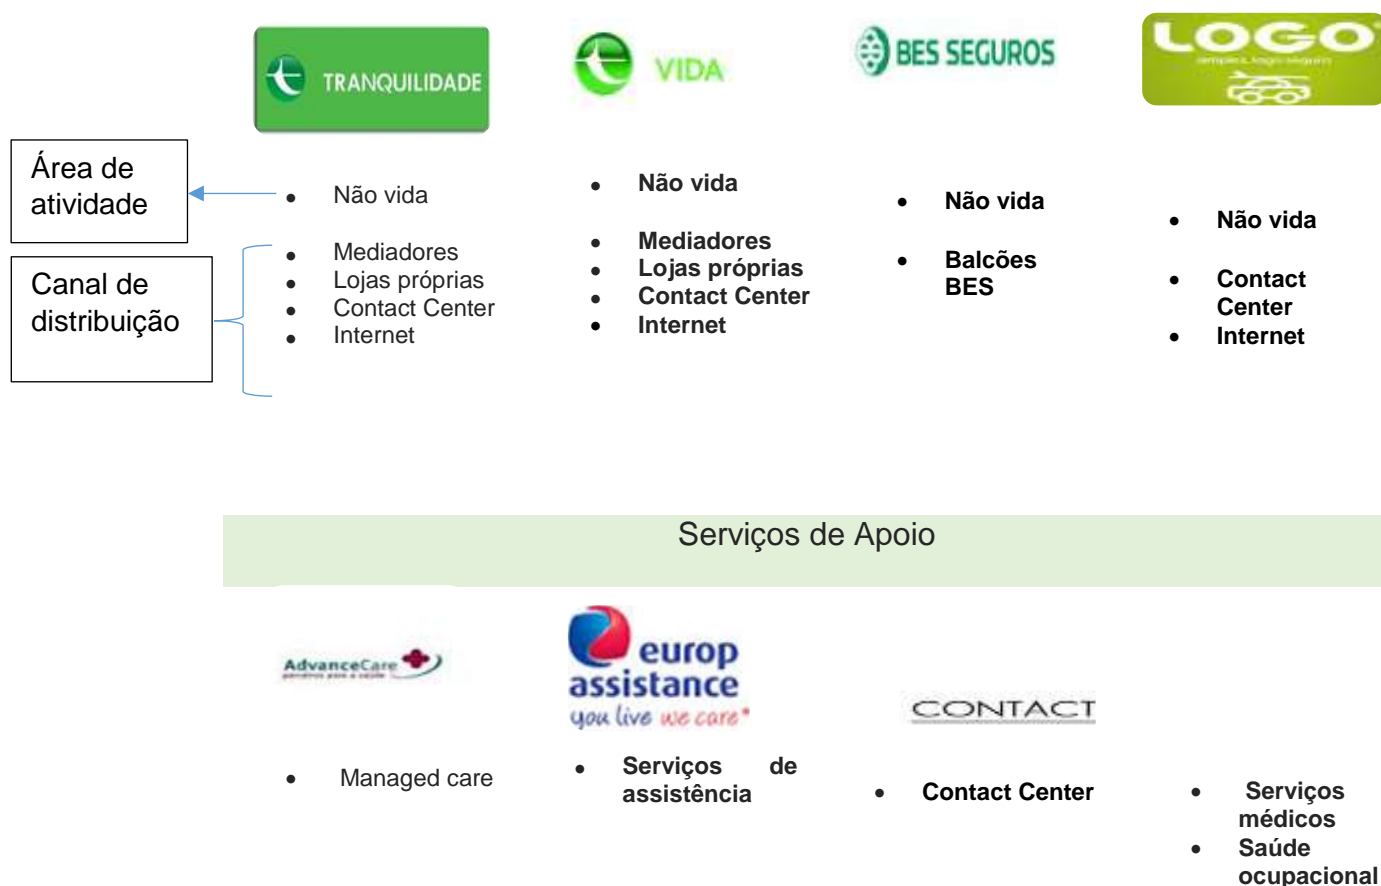 TRANQUILIDADE
VIDA
BES SEGUROS
LOGO
Área de
atividade
Canal de
distribuição
• Não vida
• Mediadores
• Lojas próprias
• Contact Center
• Internet
• Não vida
• Mediadores
• Lojas próprias
• Contact Center
• Internet
• Não vida
• Balcões
BES
• Não vida
• Contact
Center
• Internet
Serviços de Apoio
AdvanceCare
europ
assistance
you live we care*
CONTACT
• Managed care
• Serviços de
assistência
• Contact Center
• Serviços
médicos
• Saúde
ocupacional